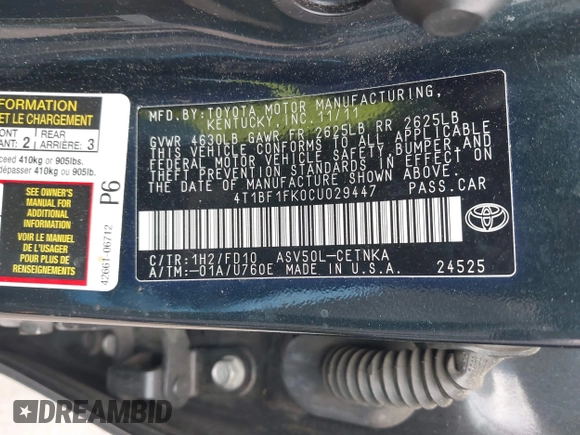 FORMATION
ET LE CHARGEMENT
ONT
ANT 2
REAR
ARRIÈRE: 3
ceed 410kg or 905lbs.
dépasser 410kg ou 905lbs.
SEE OWNER'S
MANUAL FOR
ADDITIONAL
INFORMATION
VOIR LE MANUEL
DE L'USAGER
POUR PLUS DE
RENSEIGNEMENTS
P6
42661-06712
MFD.BY:TOYOTA MOTOR MANUFACTURING,
KENTUCKY,INC.11/11
GVWR 4630LB GAWR FR 2625LB RR 2625LB
THIS VEHICLE CONFORMS TO ALL APPLICABLE
FEDERAL MOTOR VEHICLE SAFETY,BUMPER,AND
THEFT PREVENTION STANDARDS IN EFFECT ON
THE DATE OF MANUFACTURE SHOWN ABOVE.
4T1BF1FK0CU029447 PASS.CAR
C/TR:1H2/FD10 ASV50L-CETNKA
A/TM:-01A/U760E MADE IN U.S.A. 24525
TOYOTA
DREAMBID